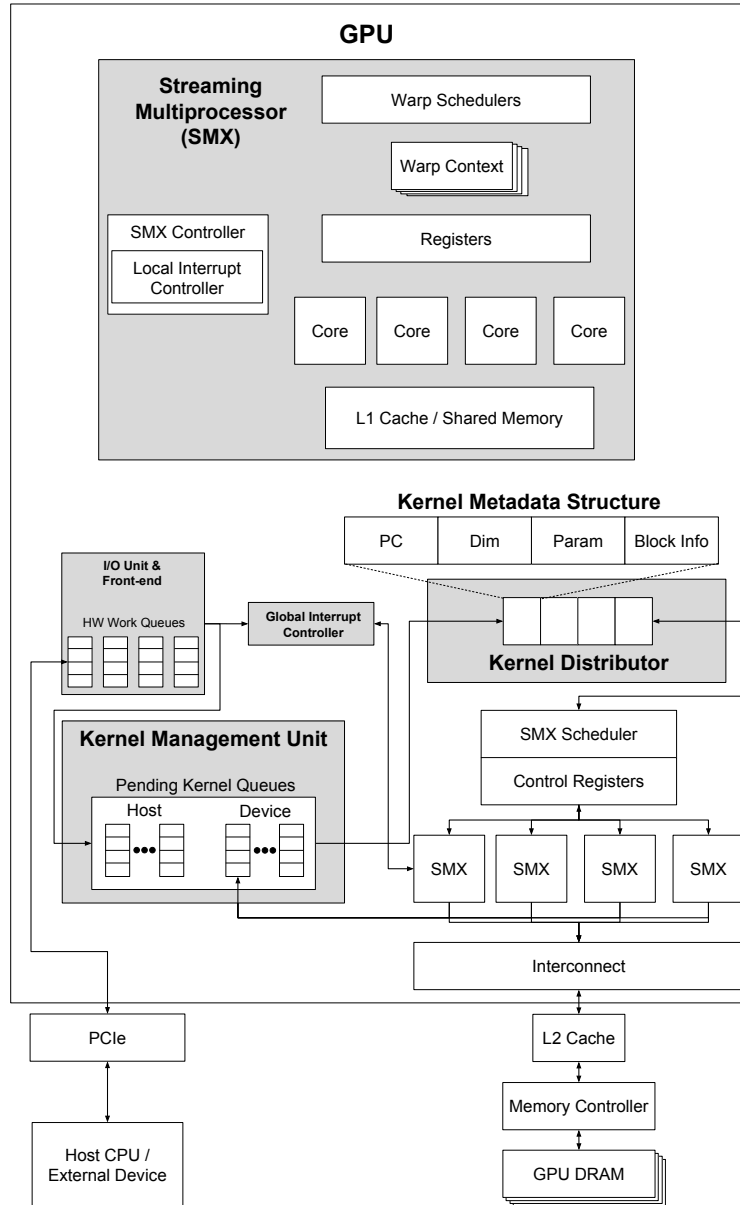 GPU
Streaming
Multiprocessor
(SMX)
Warp Schedulers
Warp Context
SMX Controller
Local Interrupt
Controller
Registers
Core
Core
Core
Core
L1 Cache / Shared Memory
Kernel Metadata Structure
PC
Dim
Param
Block Info
I/O Unit &
Front-end
HW Work Queues
Global Interrupt
Controller
Kernel Distributor
Kernel Management Unit
Pending Kernel Queues
Host
Device
SMX Scheduler
Control Registers
SMX
SMX
SMX
SMX
Interconnect
PCIe
L2 Cache
Memory Controller
Host CPU /
External Device
GPU DRAM